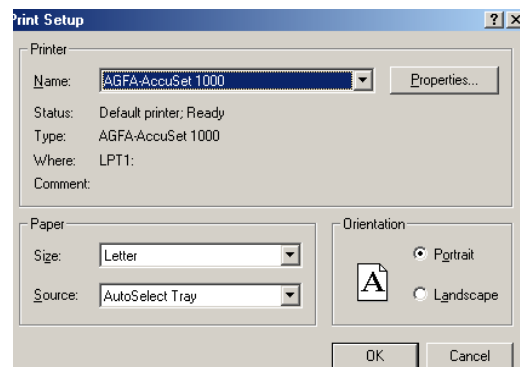 Print Setup
Printer
Name: AGFA-AccuSet 1000 Properties...
Status: Default printer; Ready
Type: AGFA-AccuSet 1000
Where: LPT1:
Comment:
Paper
Size: Letter
Source: AutoSelect Tray
Orientation
A
Portrait
Landscape
OK Cancel